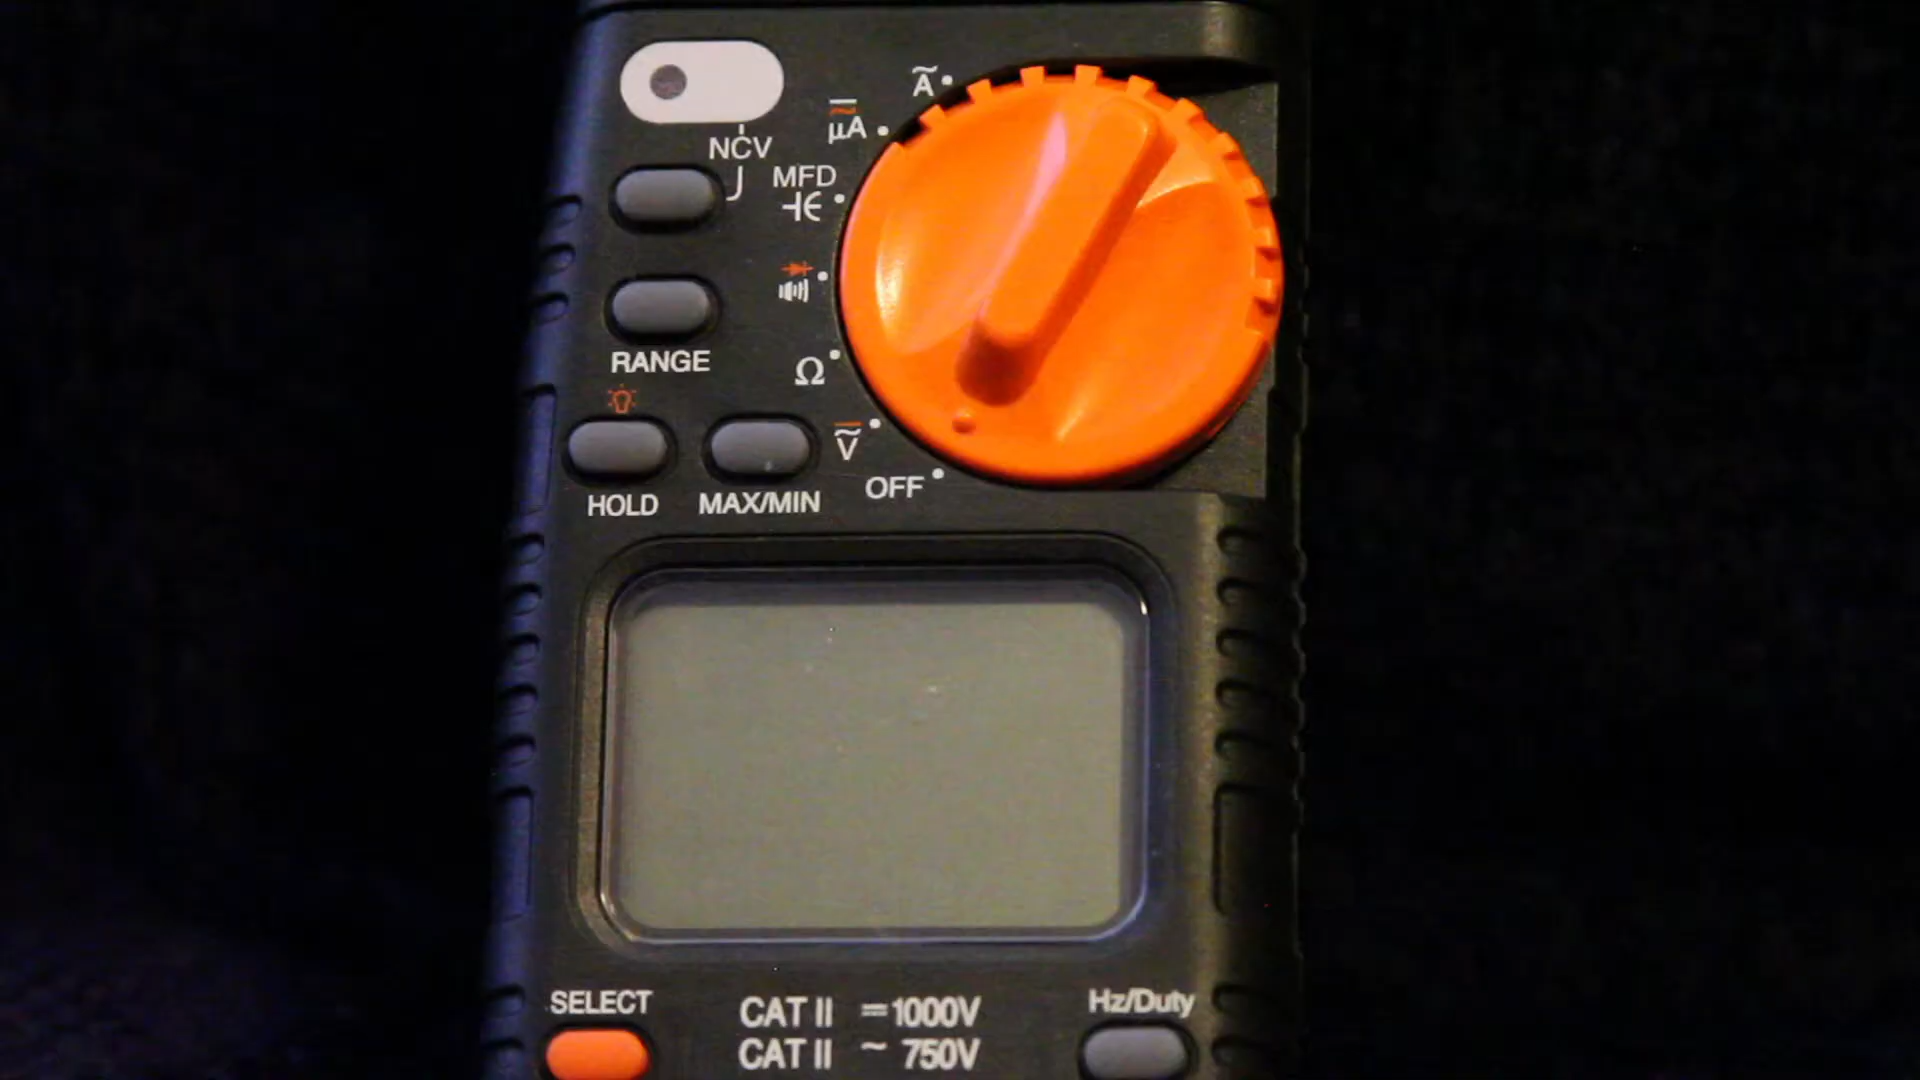 Ã
µA
NCV
MFD
RANGE
Ω
Ṽ
HOLD
MAX/MIN
OFF
SELECT
CAT II ⎓ 1000V
Hz/Duty
CAT II ~ 750V